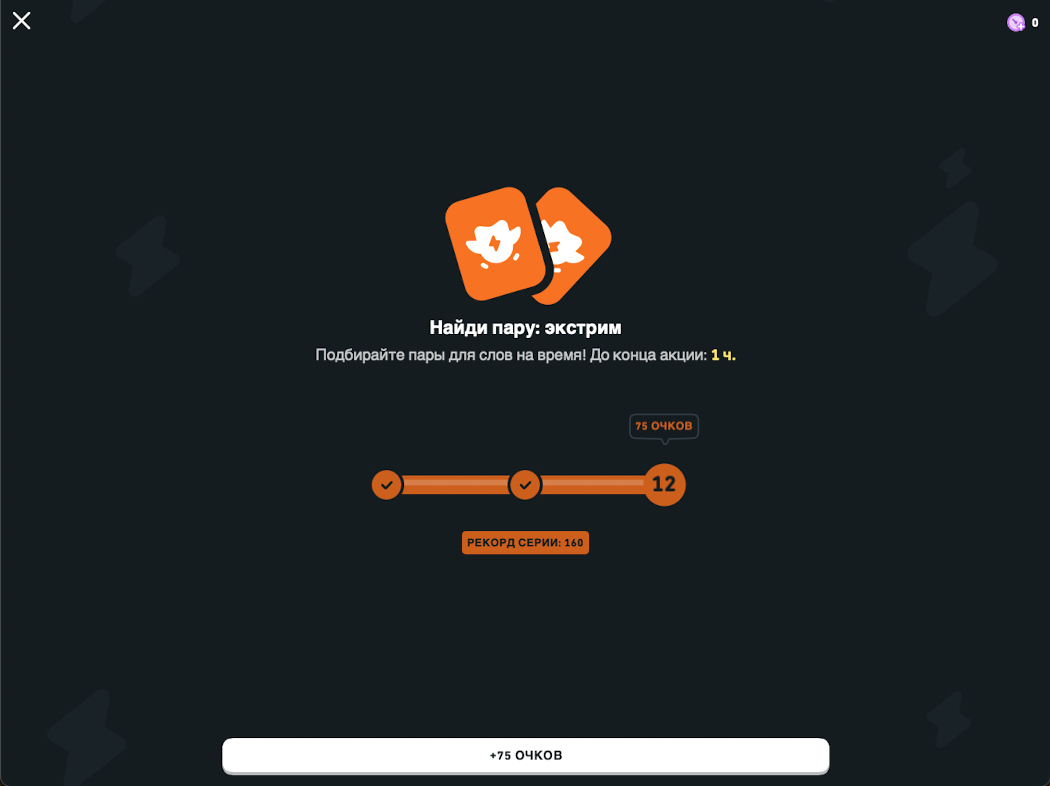 0
Найди пару: экстрим
Подбирайте пары для слов на время! До конца акции: 1 ч.
75 ОЧКОВ
12
РЕКОРД СЕРИИ: 160
+75 ОЧКОВ